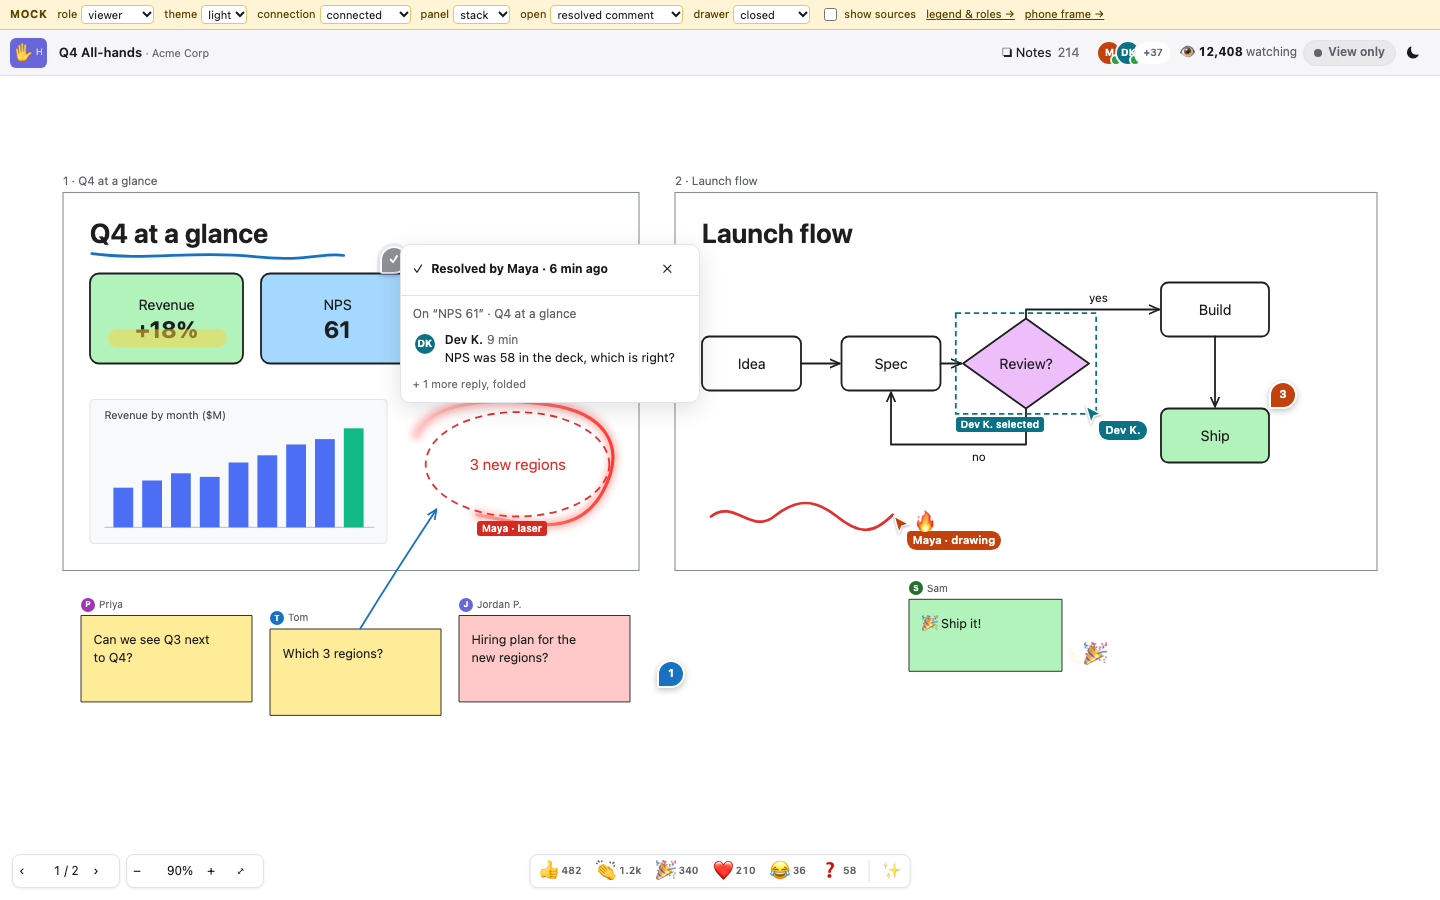 MOCK role viewer theme light connection connected panel stack open resolved comment drawer closed show sources legend & roles → phone frame →
H Q4 All-hands · Acme Corp
Notes 214 M DK +37 12,408 watching View only
1 · Q4 at a glance
Q4 at a glance
Revenue
+18%
NPS
61
✓ Resolved by Maya · 6 min ago ×
On “NPS 61” · Q4 at a glance
DK Dev K. 9 min
NPS was 58 in the deck, which is right?
+ 1 more reply, folded
Revenue by month ($M)
3 new regions
Maya · laser
2 · Launch flow
Launch flow
Idea
Spec
Review?
yes
Build
no
Ship
3
Dev K. selected
Dev K.
Maya · drawing
P Priya
Can we see Q3 next
to Q4?
T Tom
Which 3 regions?
J Jordan P.
Hiring plan for the
new regions?
1
S Sam
🎉 Ship it!
‹ 1 / 2 ›
− 90% +
👍 482 👏 1.2k 🎉 340 ❤️ 210 😂 36 ❓ 58 ✨